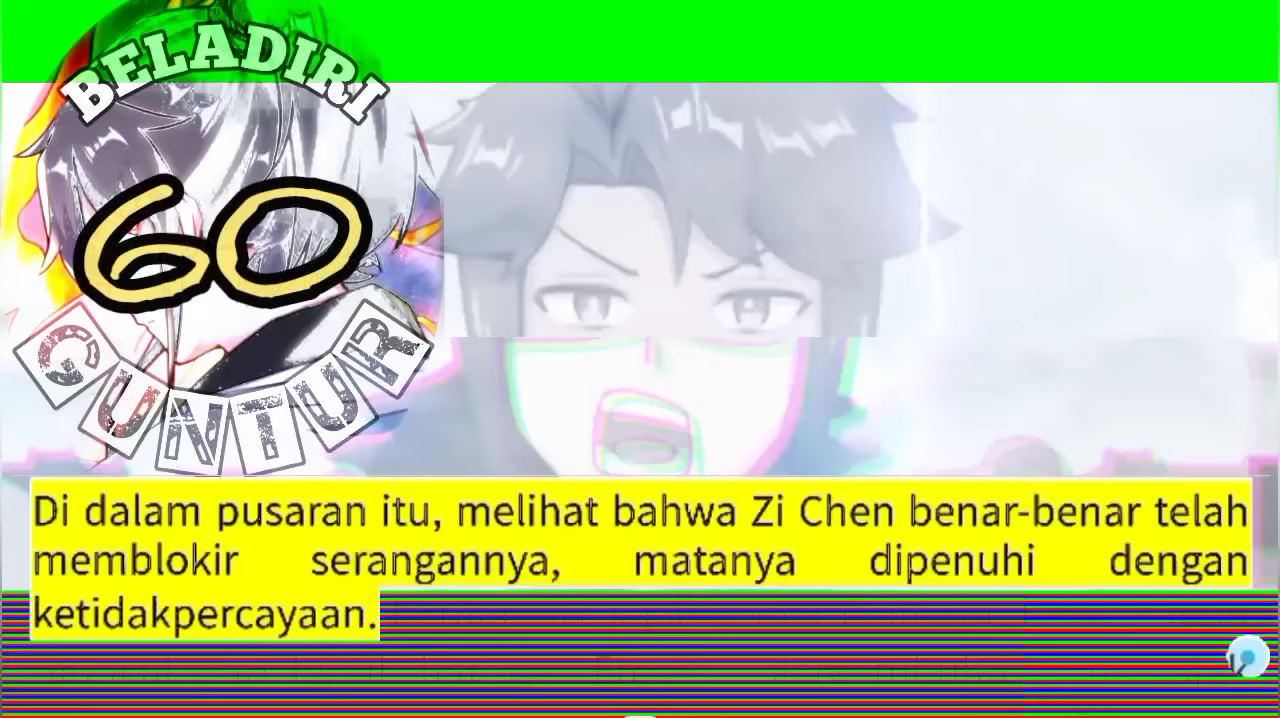 BELADIRI
60
GUNTUR
Di dalam pusaran itu, melihat bahwa Zi Chen benar-benar telah
memblokir serangannya, matanya dipenuhi dengan
ketidakpercayaan.